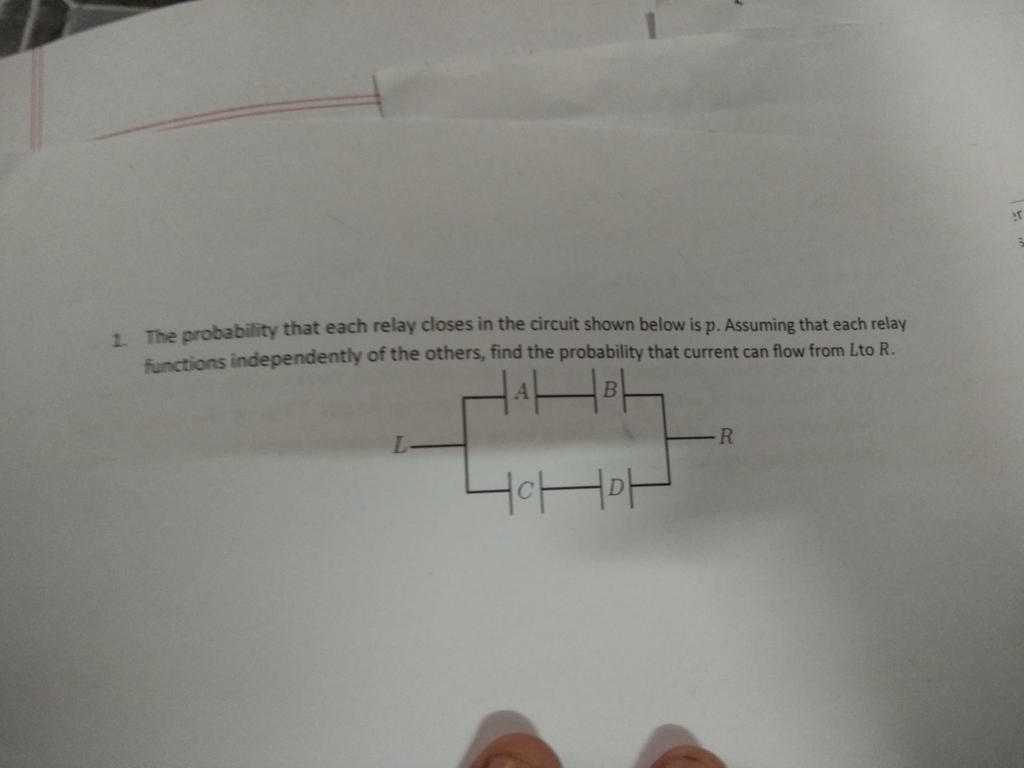 1. The probability that each relay closes in the circuit shown below is p. Assuming that each relay
functions independently of the others, find the probability that current can flow from Lto R.
A B
L R
C D